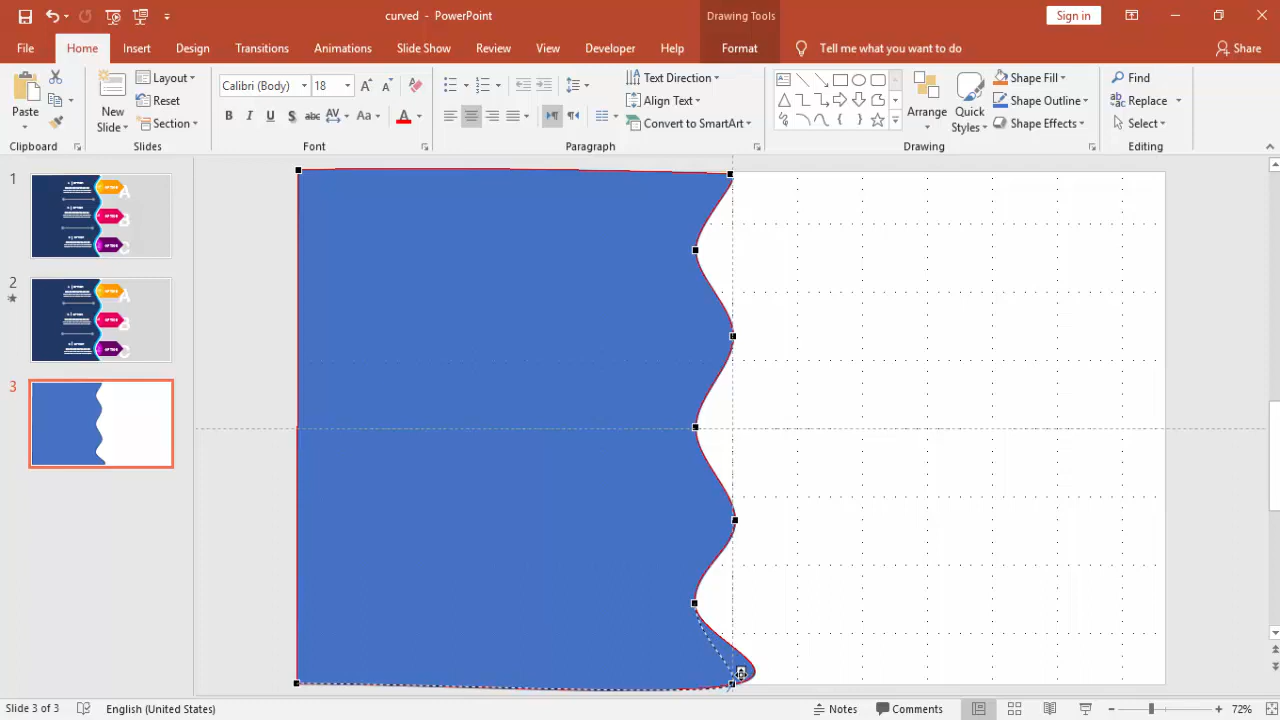 curved - PowerPoint
Drawing Tools
Sign in
File
Home
Insert
Design
Transitions
Animations
Slide Show
Review
View
Developer
Help
Format
Tell me what you want to do
Share
Paste
New Slide
Layout
Reset
Section
Calibri (Body)
18
B I U S abc AV Aa A
Text Direction
Align Text
Convert to SmartArt
Arrange
Quick Styles
Shape Fill
Shape Outline
Shape Effects
Find
Replace
Select
Clipboard
Slides
Font
Paragraph
Drawing
Editing
1
2
3
Slide 3 of 3
English (United States)
Notes
Comments
72%